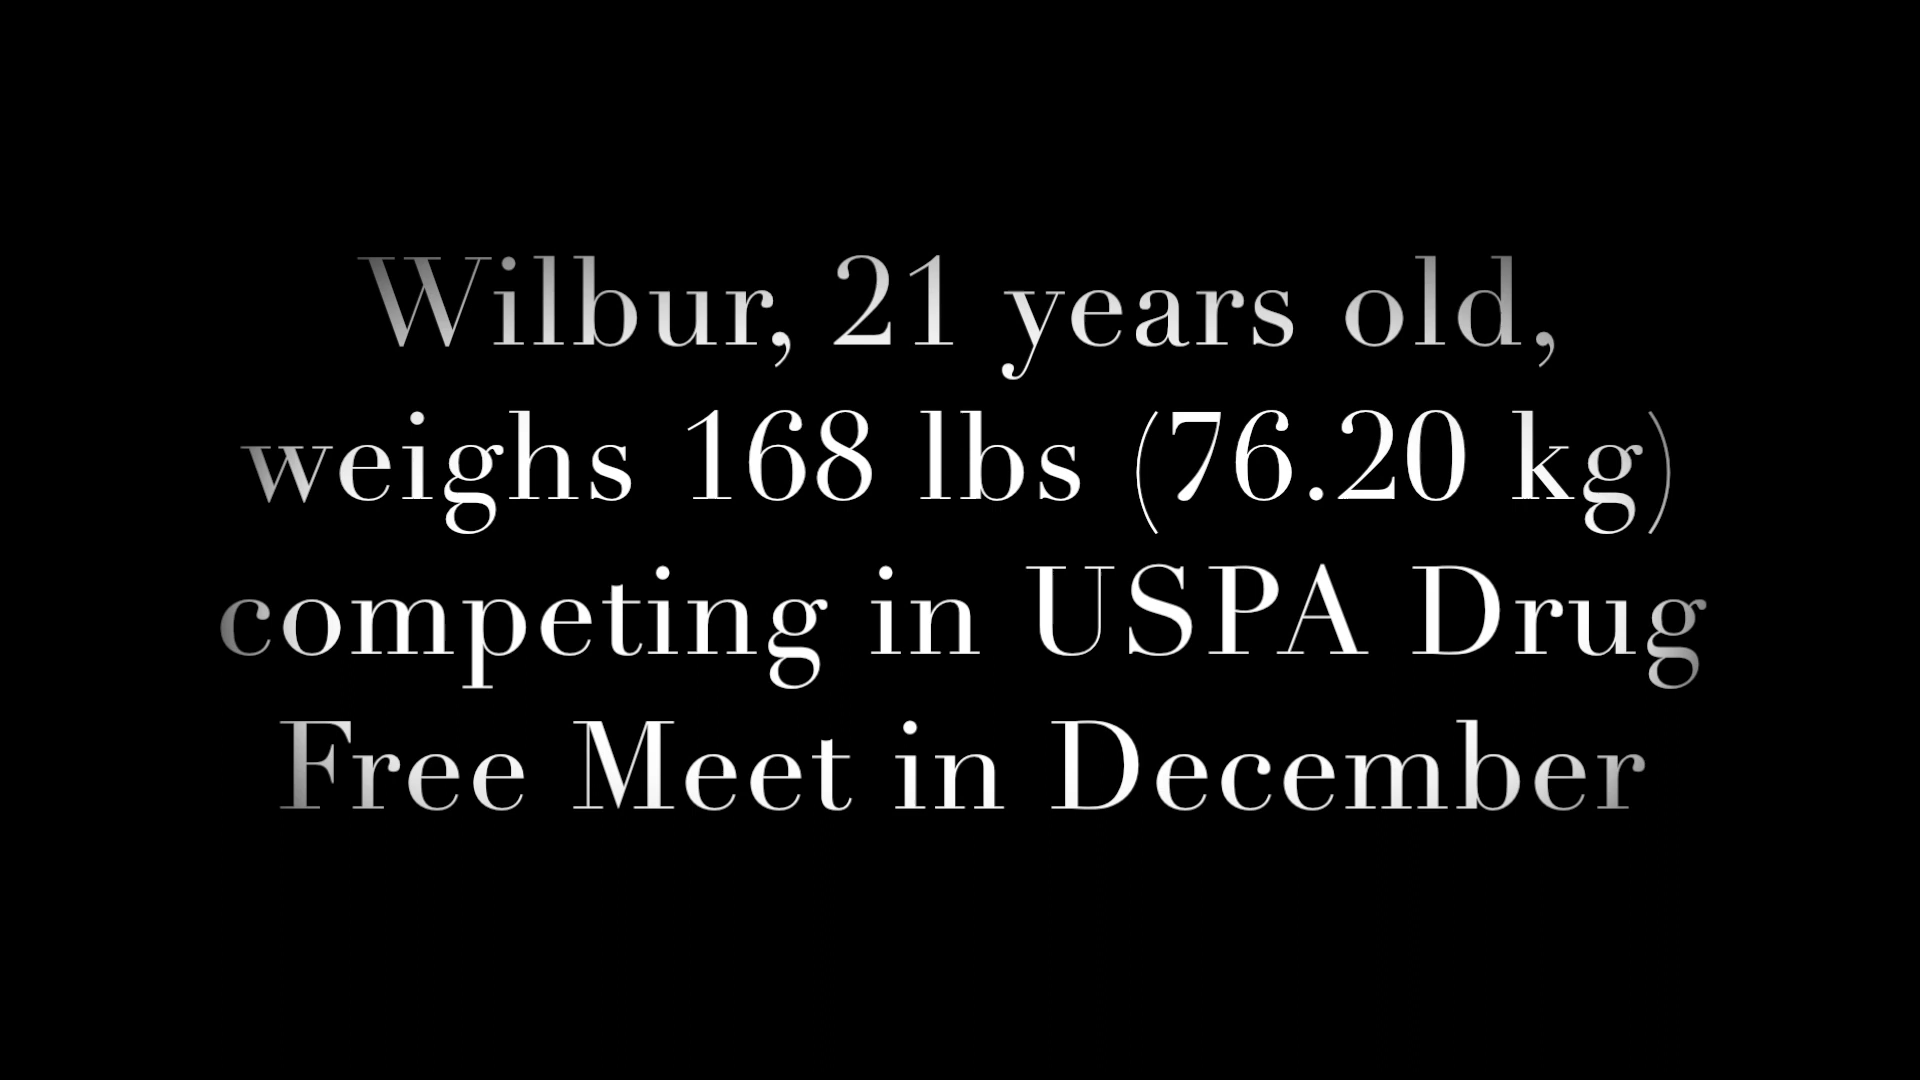 Wilbur, 21 years old,
weighs 168 lbs (76.20 kg)
competing in USPA Drug
Free Meet in December